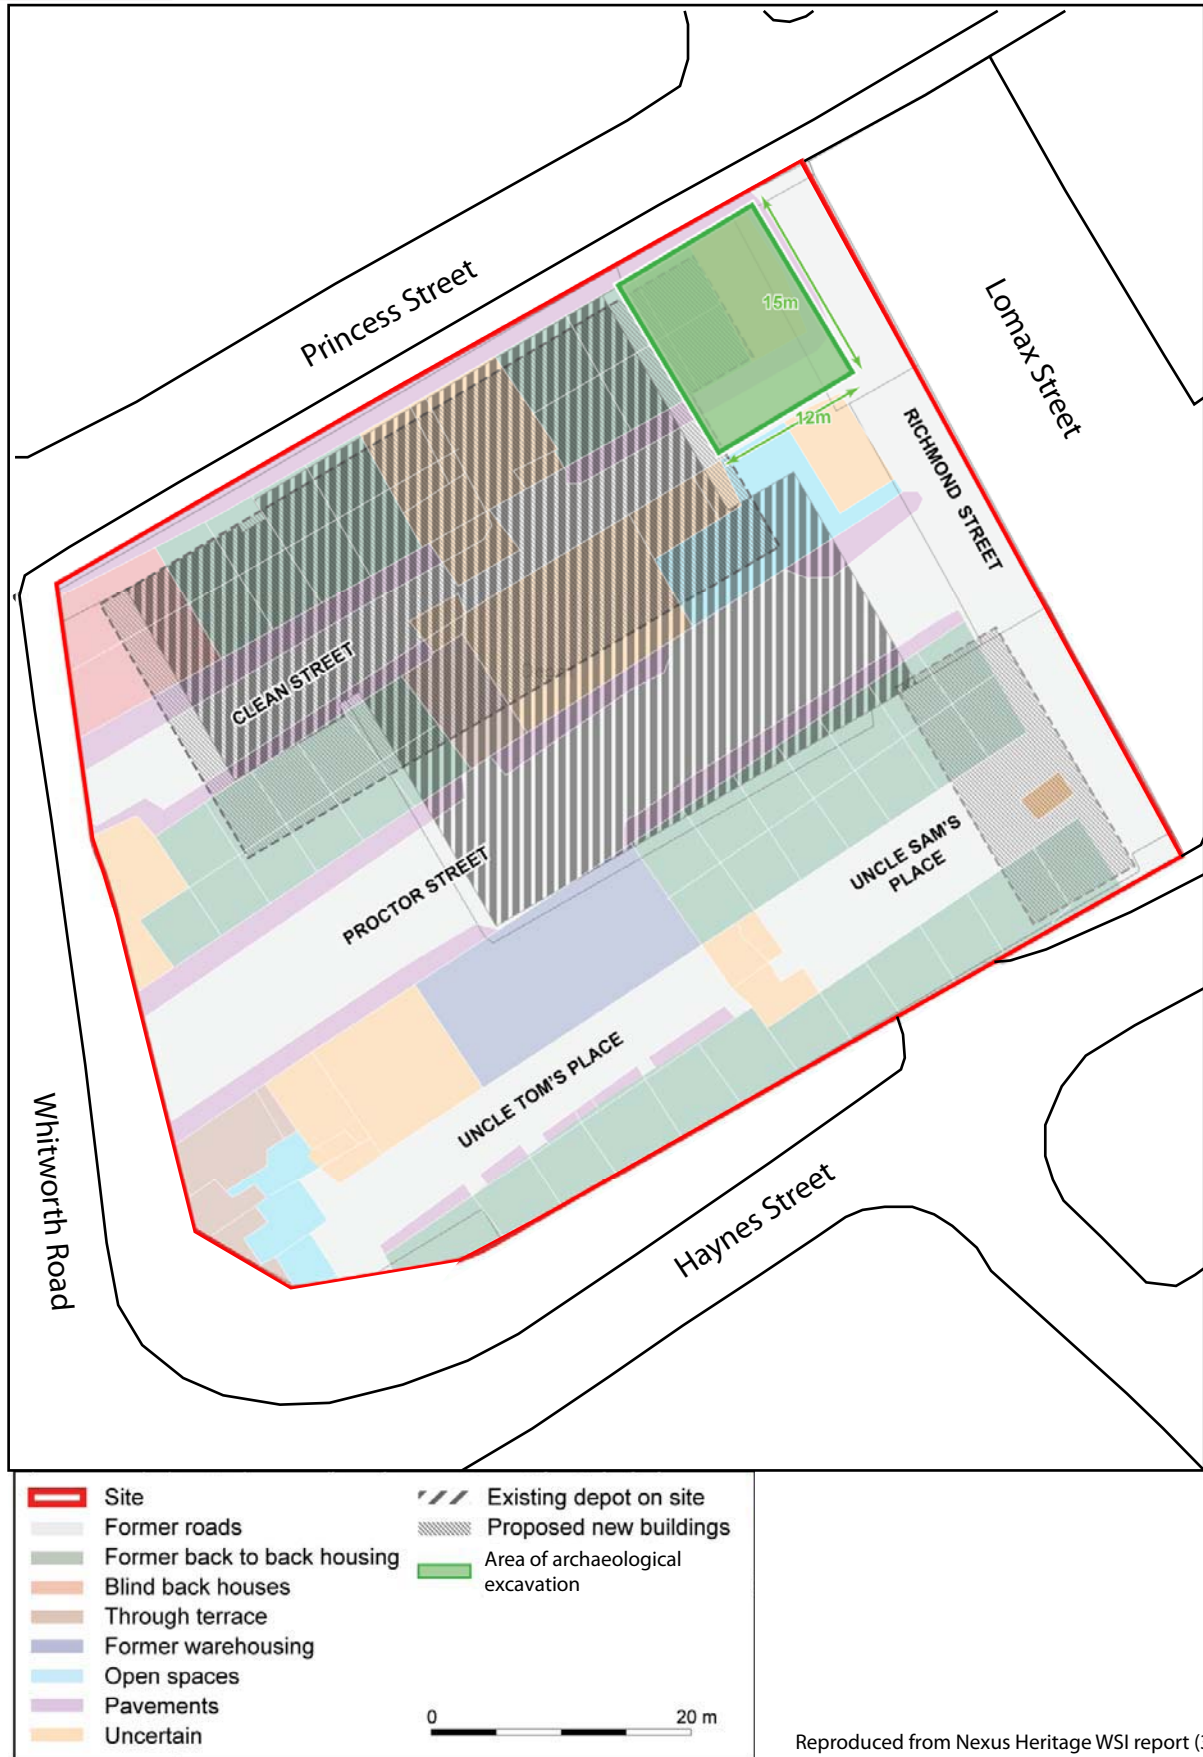 Princess Street
Lomax Street
15m
12m
RICHMOND STREET
CLEAN STREET
PROCTOR STREET
UNCLE SAM'S
PLACE
UNCLE TOM'S PLACE
Whitworth Road
Haynes Street
Site
Former roads
Former back to back housing
Blind back houses
Through terrace
Former warehousing
Open spaces
Pavements
Uncertain
Existing depot on site
Proposed new buildings
Area of archaeological
excavation
0 20 m
Reproduced from Nexus Heritage WSI report (